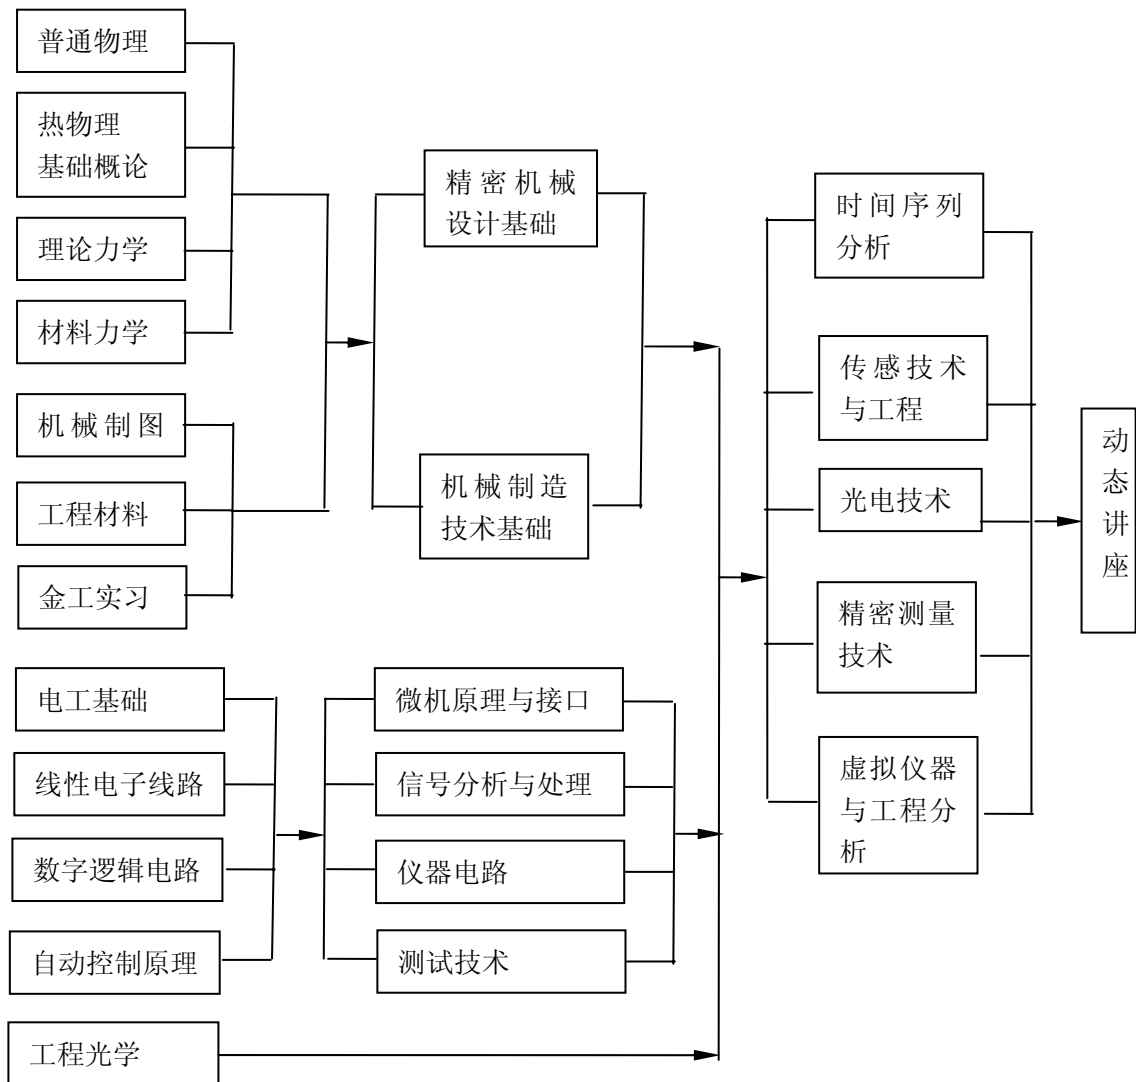 普通物理
热物理
基础概论
理论力学
材料力学
机械制图
工程材料
金工实习
电工基础
线性电子线路
数字逻辑电路
自动控制原理
工程光学
精密机械
设计基础
机械制造
技术基础
微机原理与接口
信号分析与处理
仪器电路
测试技术
时间序列
分析
传感技术
与工程
光电技术
精密测量
技术
虚拟仪器
与工程分
析
动
态
讲
座